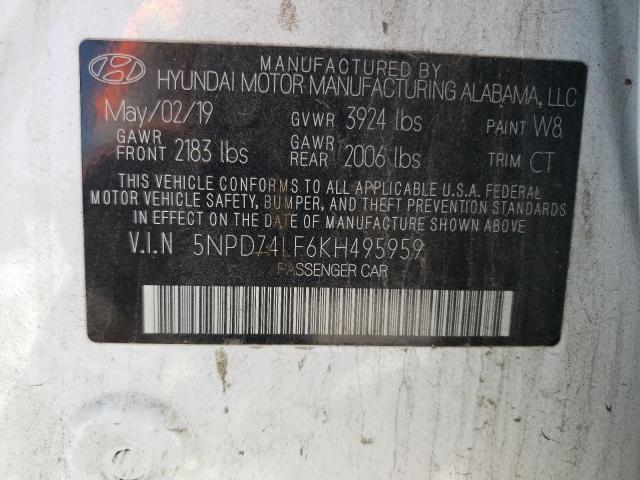 MANUFACTURED BY
HYUNDAI MOTOR MANUFACTURING ALABAMA, LLC
May/02/19 GVWR 3924 lbs PAINT W8
GAWR FRONT 2183 lbs GAWR REAR 2006 lbs TRIM CT
THIS VEHICLE CONFORMS TO ALL APPLICABLE U.S.A. FEDERAL
MOTOR VEHICLE SAFETY, BUMPER, AND THEFT PREVENTION STANDARDS
IN EFFECT ON THE DATE OF MANUFACTURE SHOWN ABOVE.
V.I.N 5NPD74LF6KH495959
PASSENGER CAR